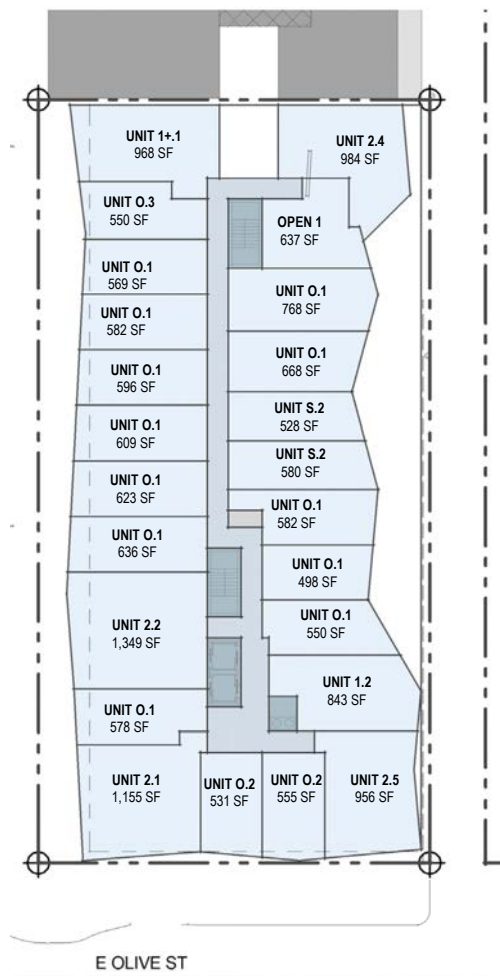 UNIT 1+.1
968 SF
UNIT 2.4
984 SF
UNIT O.3
550 SF
OPEN 1
637 SF
UNIT O.1
569 SF
UNIT O.1
768 SF
UNIT O.1
582 SF
UNIT O.1
668 SF
UNIT O.1
596 SF
UNIT S.2
528 SF
UNIT O.1
609 SF
UNIT S.2
580 SF
UNIT O.1
623 SF
UNIT O.1
582 SF
UNIT O.1
636 SF
UNIT O.1
498 SF
UNIT 2.2
1,349 SF
UNIT O.1
550 SF
UNIT 1.2
843 SF
UNIT O.1
578 SF
UNIT 2.1
1,155 SF
UNIT O.2
531 SF
UNIT O.2
555 SF
UNIT 2.5
956 SF
E OLIVE ST